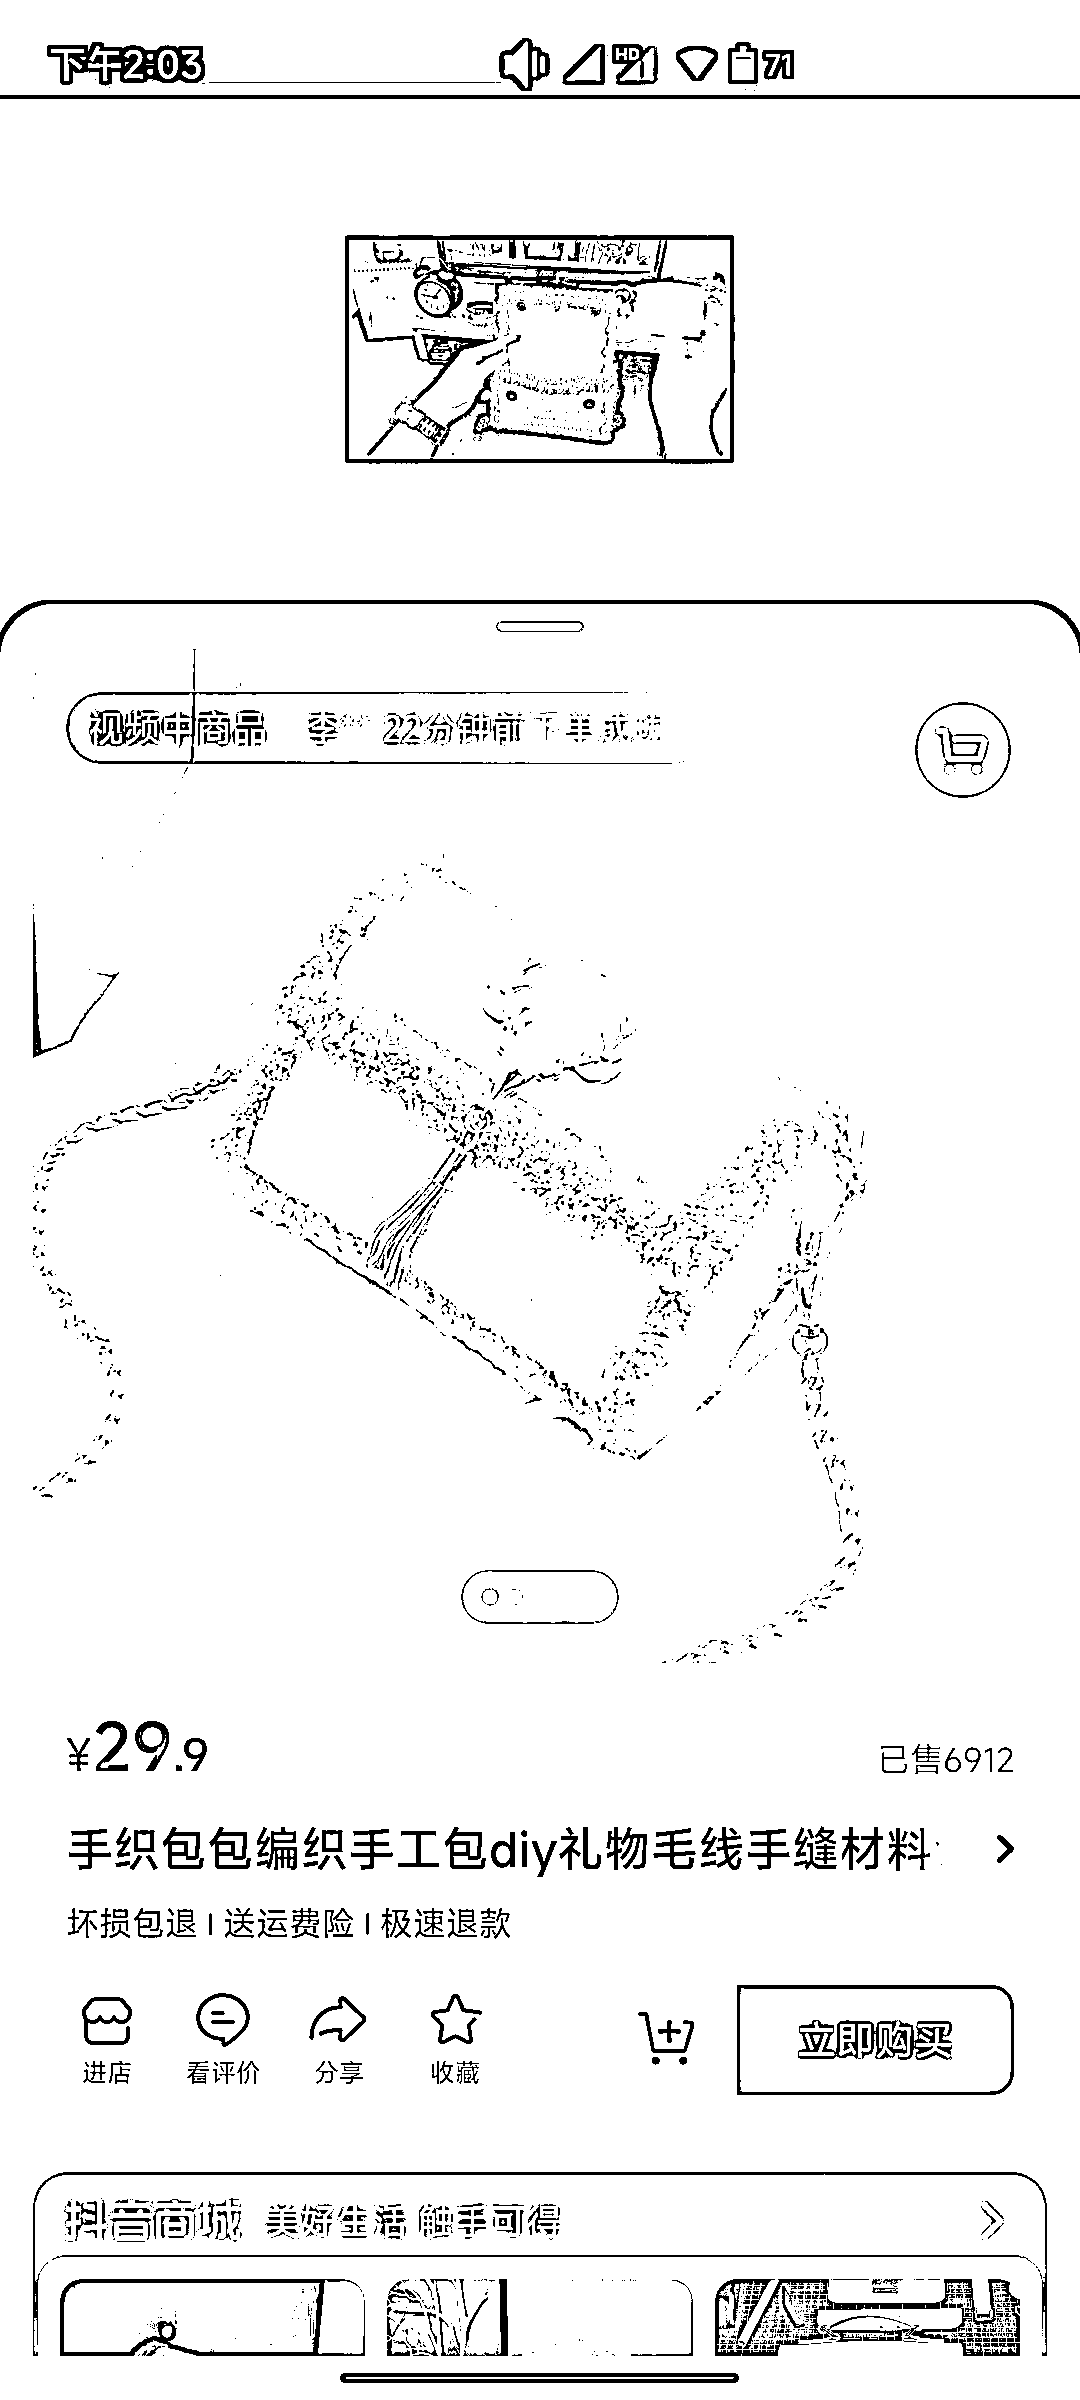 下午2:03 HD 71
视频中商品 李** 22分钟前下单成功
¥29.9
已售6912
手织包包编织手工包diy礼物毛线手缝材料
坏损包退 | 送运费险 | 极速退款
进店 看评价 分享 收藏
立即购买
抖音商城 美好生活 触手可得